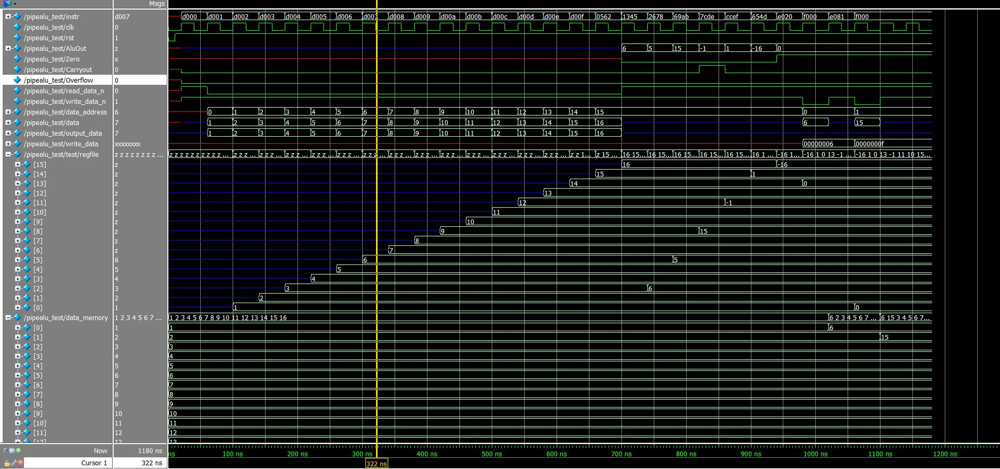 Msgs
/pipealu_test/instr d007 d000 d001 d002 d003 d004 d005 d006 d007 d008 d009 d00a d00b d00c d00d d00e d00f 0562 1345 2678 69ab 7cde ccef 654d e020 f000 e081 f000
/pipealu_test/clk 0
/pipealu_test/rst 1
/pipealu_test/AluOut z 6 5 15 -1 1 -16 0
/pipealu_test/Zero x
/pipealu_test/Carryout 0
/pipealu_test/Overflow 0
/pipealu_test/read_data_n 0
/pipealu_test/write_data_n 1
/pipealu_test/data_address 6 0 1 2 3 4 5 6 7 8 9 10 11 12 13 14 15 0 1
/pipealu_test/data 7 1 2 3 4 5 6 7 8 9 10 11 12 13 14 15 16 6 15
/pipealu_test/output_data 7 1 2 3 4 5 6 7 8 9 10 11 12 13 14 15 16
/pipealu_test/write_data xxxxxxxx 00000006 0000000f
/pipealu_test/test/regfile z z z z z z z z ... z z z z z z z z z z ... z z z ... z z z ... z z z ... z z z ... z z z ... z z z ... z z z ... z z z ... z z z ... z z z ... z z z ... z z z ... z z z ... z z 1... z 15 ... 16 15... 16 15... 16 15... 16 15... 16 15... 16 1 ... -16 1... -16 1 0 13 -1 ... -16 1 0 13 -1 11 10 15...
[15] z 16 -16
[14] z 15 1
[13] z 14 0
[12] z 13
[11] z 12 -1
[10] z 11
[9] z 10
[8] z 9 15
[7] z 8
[6] z 7
[5] 6 6 5
[4] 5 5
[3] 4 4
[2] 3 3 6
[1] 2 2
[0] 1 1 0
/pipealu_test/data_memory 1 2 3 4 5 6 7 ... 1 2 3 4 5 6 7 8 9 10 11 12 13 14 15 16 6 2 3 4 5 6 7 ... 6 15 3 4 5 6 7...
[0] 1 1 6
[1] 2 2 15
[2] 3 3
[3] 4 4
[4] 5 5
[5] 6 6
[6] 7 7
[7] 8 8
[8] 9 9
[9] 10 10
[10] 11 11
[11] 12 12
[12] 13 13
Now 1180 ns ns 100 ns 200 ns 300 ns 400 ns 500 ns 600 ns 700 ns 800 ns 900 ns 1000 ns 1100 ns 1200 ns
Cursor 1 322 ns 322 ns